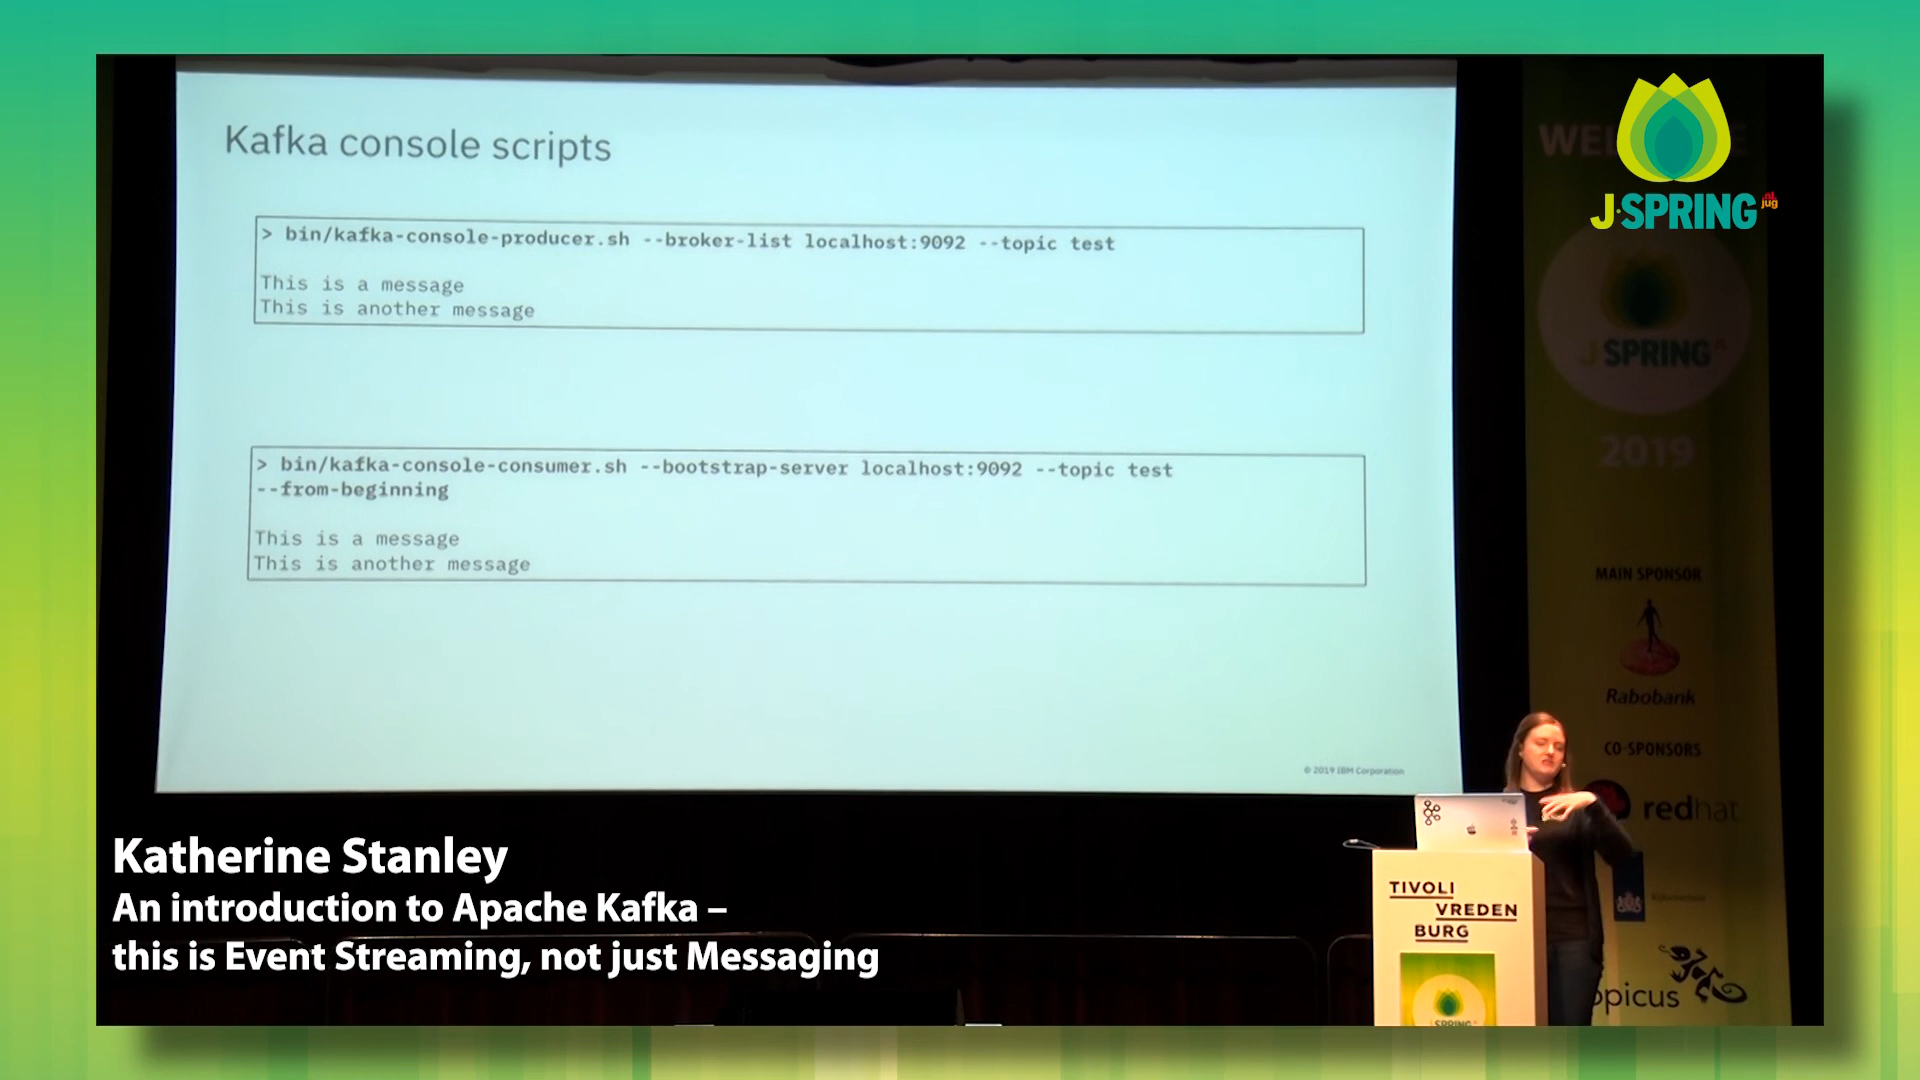 Kafka console scripts
> bin/kafka-console-producer.sh --broker-list localhost:9092 --topic test
This is a message
This is another message
> bin/kafka-console-consumer.sh --bootstrap-server localhost:9092 --topic test
--from-beginning
This is a message
This is another message
© 2019 IBM Corporation
J·SPRING
nl
jug
J·SPRING
2019
MAIN SPONSOR
Rabobank
CO-SPONSORS
redhat
TIVOLI
VREDEN
BURG
J·SPRING
Katherine Stanley
An introduction to Apache Kafka –
this is Event Streaming, not just Messaging